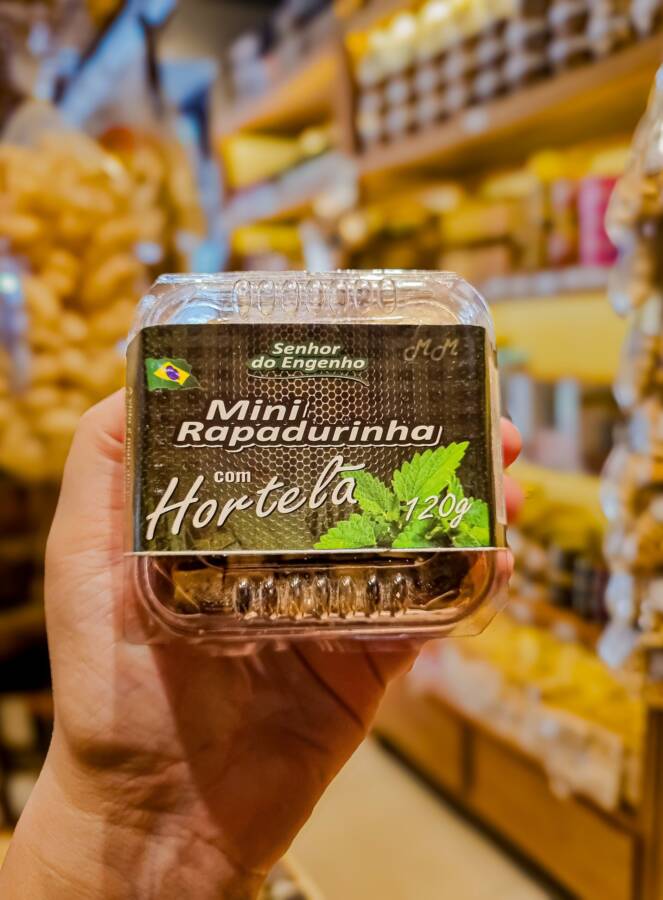 Senhor
do Engenho
MM
Mini
Rapadurinha
com
Hortelã
120g